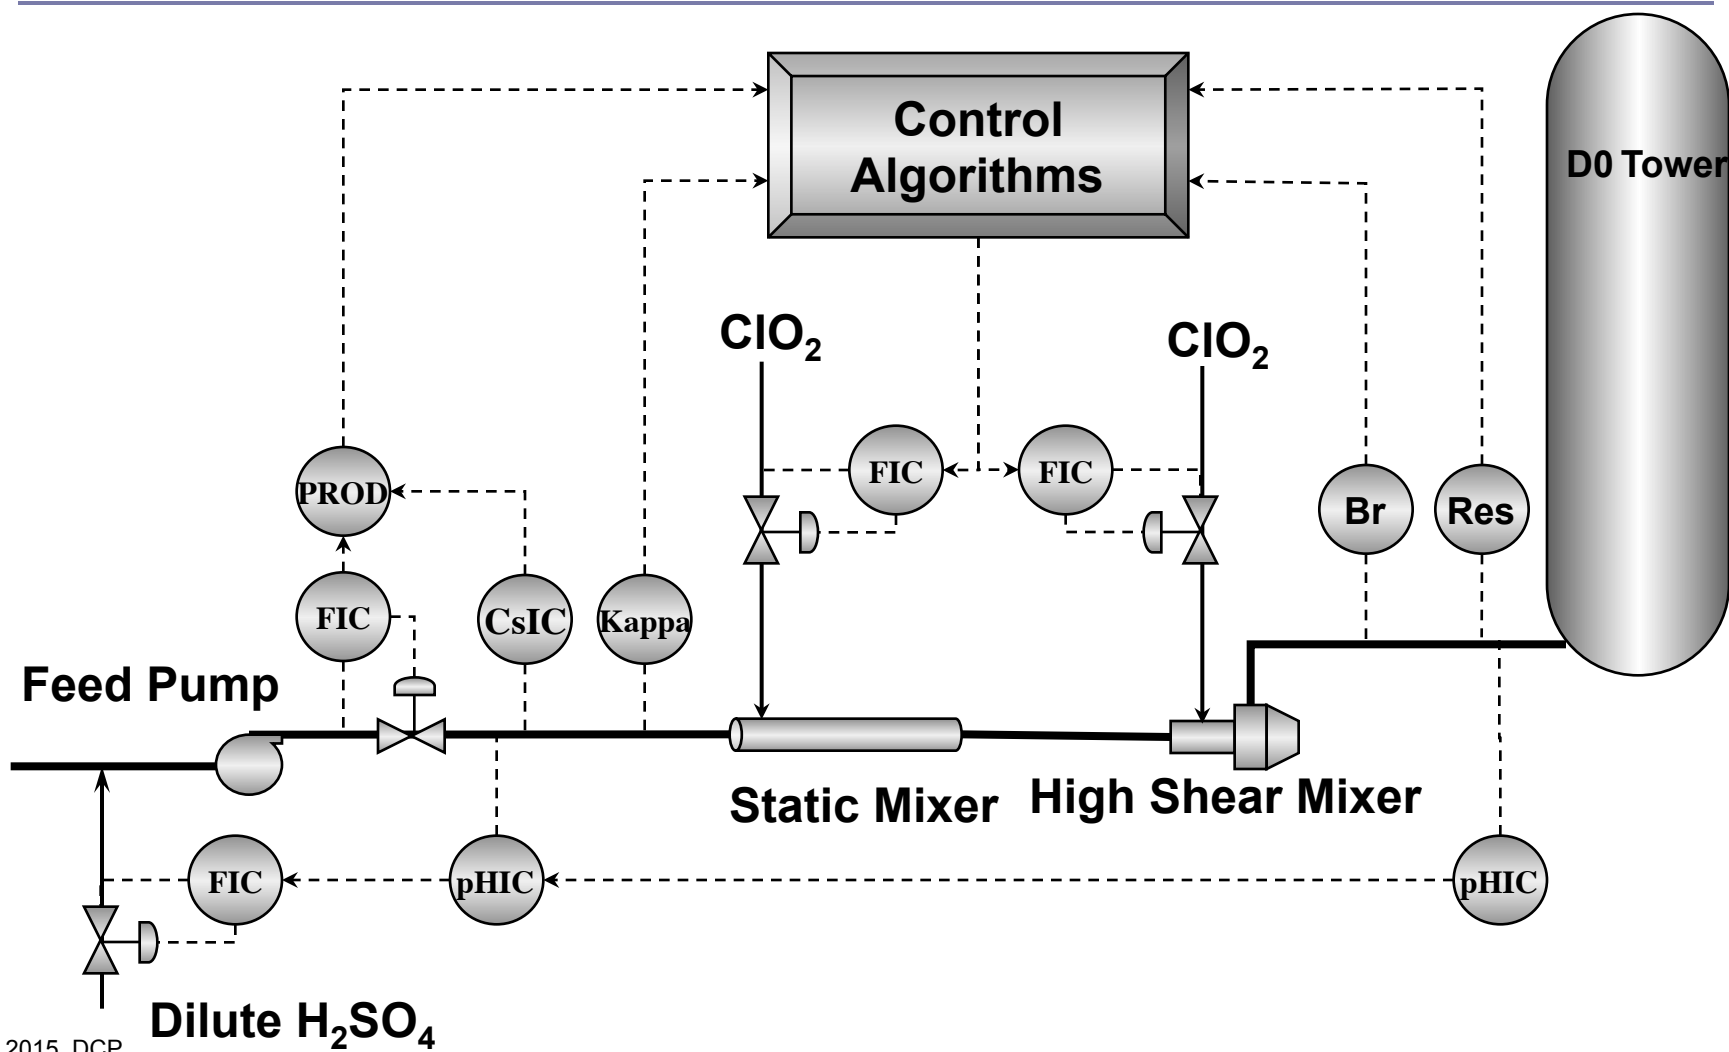 Control
Algorithms
D0 Tower
ClO₂
ClO₂
FIC
FIC
PROD
Br
Res
FIC
CsIC
Kappa
Feed Pump
Static Mixer
High Shear Mixer
FIC
pHIC
pHIC
Dilute H₂SO₄
2015, DCP